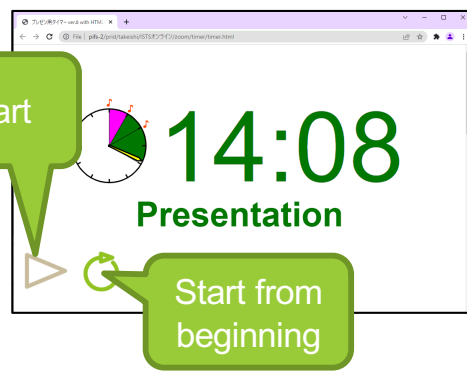 プレゼン用タイマー ver.6 with HTML
File | pifs-2/prid/takeishi/ISTSオンライン/zoom/timer/timer.html
art
14:08
Presentation
Start from
beginning